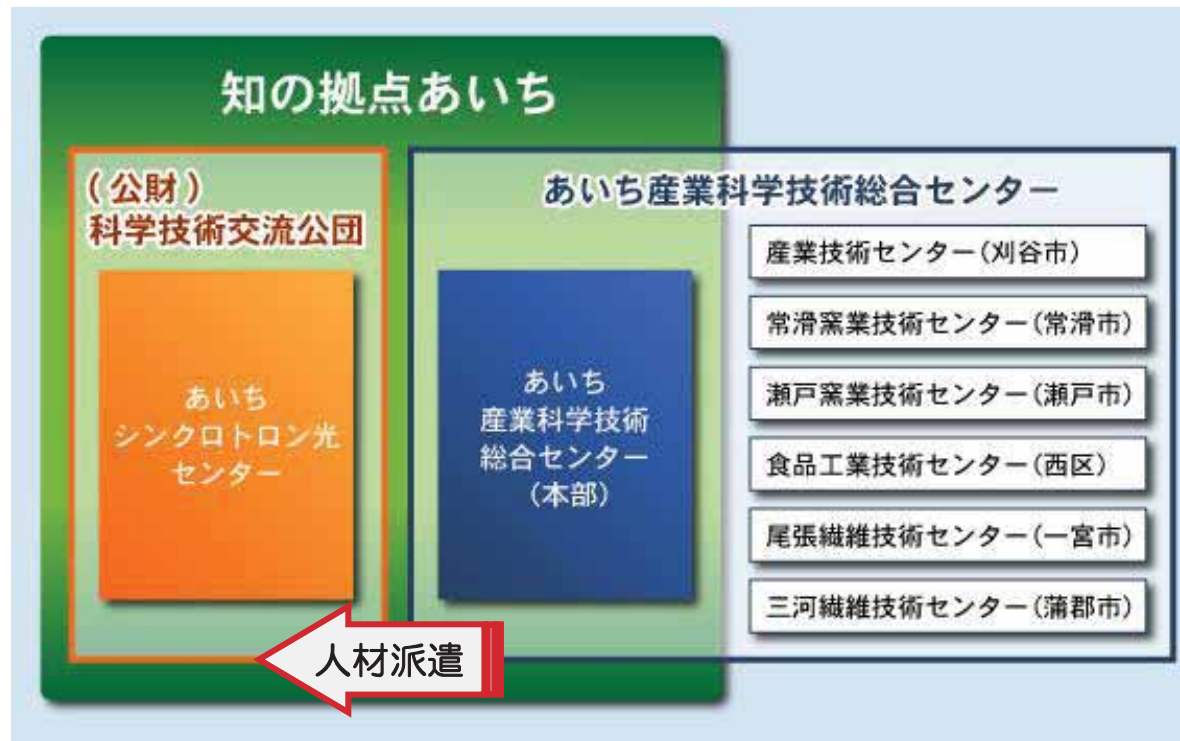 知の拠点あいち
(公財)
科学技術交流公団
あいち
シンクロトロン光
センター
あいち産業科学技術総合センター
あいち
産業科学技術
総合センター
(本部)
産業技術センター(刈谷市)
常滑窯業技術センター(常滑市)
瀬戸窯業技術センター(瀬戸市)
食品工業技術センター(西区)
尾張繊維技術センター(一宮市)
三河繊維技術センター(蒲郡市)
人材派遣